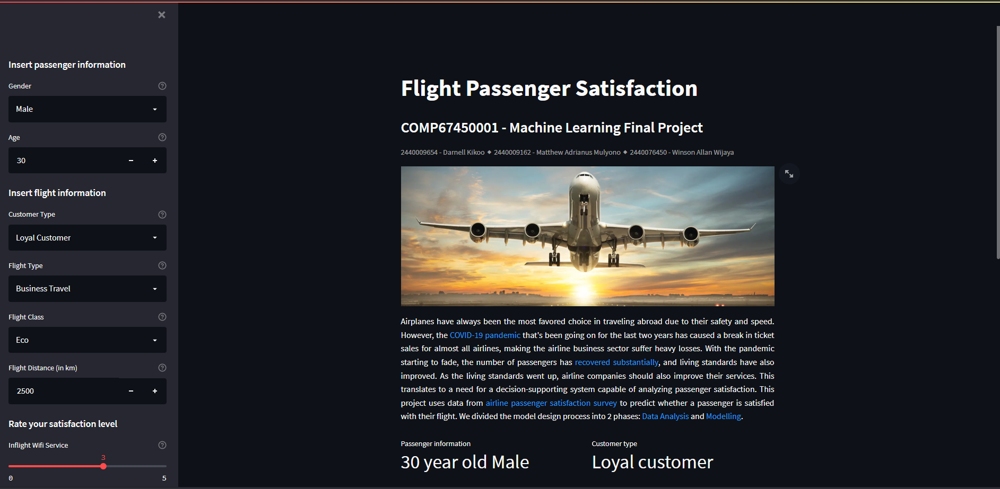 Insert passenger information
Gender
Male
Age
30
Insert flight information
Customer Type
Loyal Customer
Flight Type
Business Travel
Flight Class
Eco
Flight Distance (in km)
2500
Rate your satisfaction level
Inflight Wifi Service
3
0 5
Flight Passenger Satisfaction
COMP67450001 - Machine Learning Final Project
2440009654 - Darnell Kikoo ◆ 2440009162 - Matthew Adrianus Mulyono ◆ 2440076450 - Winson Allan Wijaya
Airplanes have always been the most favored choice in traveling abroad due to their safety and speed.
However, the COVID-19 pandemic that's been going on for the last two years has caused a break in ticket
sales for almost all airlines, making the airline business sector suffer heavy losses. With the pandemic
starting to fade, the number of passengers has recovered substantially, and living standards have also
improved. As the living standards went up, airline companies should also improve their services. This
translates to a need for a decision-supporting system capable of analyzing passenger satisfaction. This
project uses data from airline passenger satisfaction survey to predict whether a passenger is satisfied
with their flight. We divided the model design process into 2 phases: Data Analysis and Modelling.
Passenger information
30 year old Male
Customer type
Loyal customer